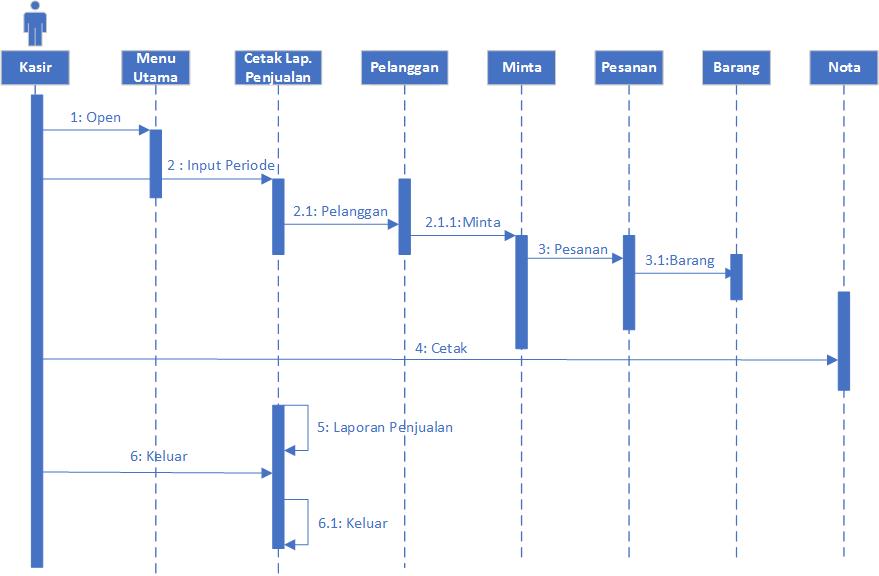 Kasir
Menu
Utama
Cetak Lap.
Penjualan
Pelanggan
Minta
Pesanan
Barang
Nota
1: Open
2 : Input Periode
2.1: Pelanggan
2.1.1:Minta
3: Pesanan
3.1:Barang
4: Cetak
5: Laporan Penjualan
6: Keluar
6.1: Keluar